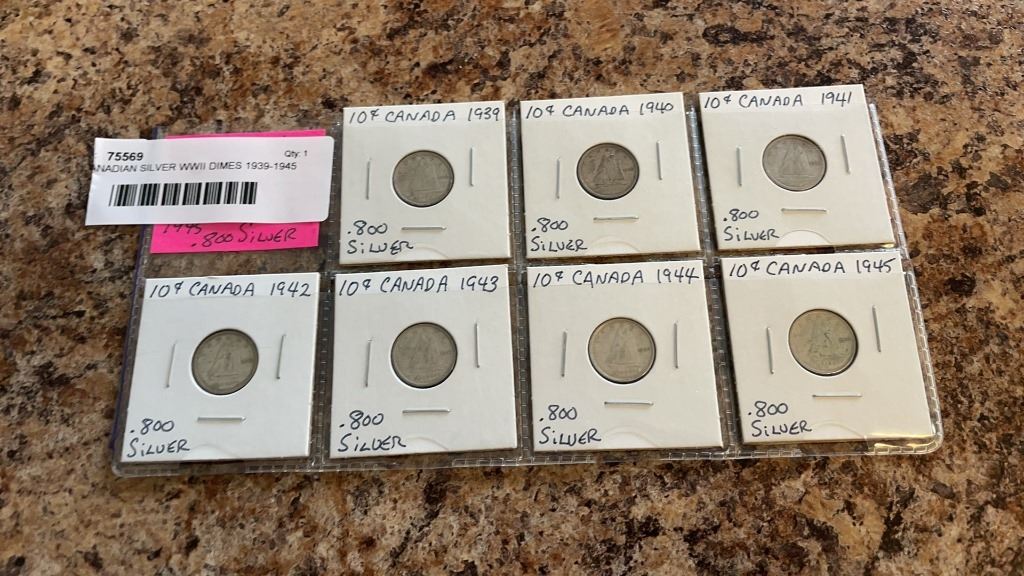 75569
Qty: 1
ANADIAN SILVER WWII DIMES 1939-1945
1945
.800 SILVER
10¢ CANADA 1939
.800
SILVER
10¢ CANADA 1940
.800
SILVER
10¢ CANADA 1941
.800
SILVER
10¢ CANADA 1942
.800
SILVER
10¢ CANADA 1943
.800
SILVER
10¢ CANADA 1944
.800
SILVER
10¢ CANADA 1945
.800
SILVER